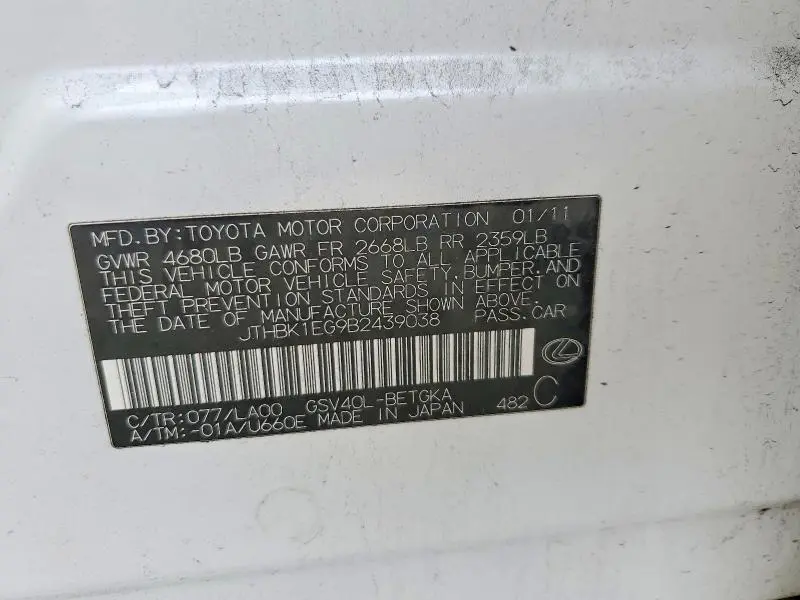 MFD. BY: TOYOTA MOTOR CORPORATION 01/11
GVWR 4680LB GAWR FR 2668LB RR 2359LB
THIS VEHICLE CONFORMS TO ALL APPLICABLE
FEDERAL MOTOR VEHICLE SAFETY, BUMPER, AND
THEFT PREVENTION STANDARDS IN EFFECT ON
THE DATE OF MANUFACTURE SHOWN ABOVE.
JTHBK1EG9B2439038 PASS. CAR
C/TR: 077/LA00 GSV40L-BETGKA
A/TM: -01A/U660E MADE IN JAPAN 482 C